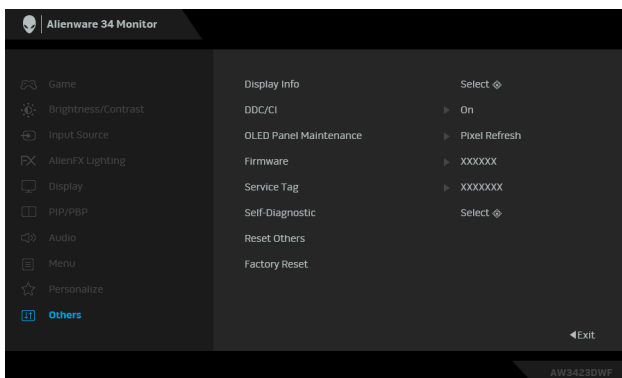 Alienware 34 Monitor
Game
Display Info Select
Brightness/Contrast
DDC/CI On
Input Source
OLED Panel Maintenance Pixel Refresh
AlienFX Lighting
Firmware XXXXXX
Display
Service Tag XXXXXXX
PIP/PBP
Self-Diagnostic Select
Audio
Reset Others
Menu
Factory Reset
Personalize
Others
Exit
AW3423DWF